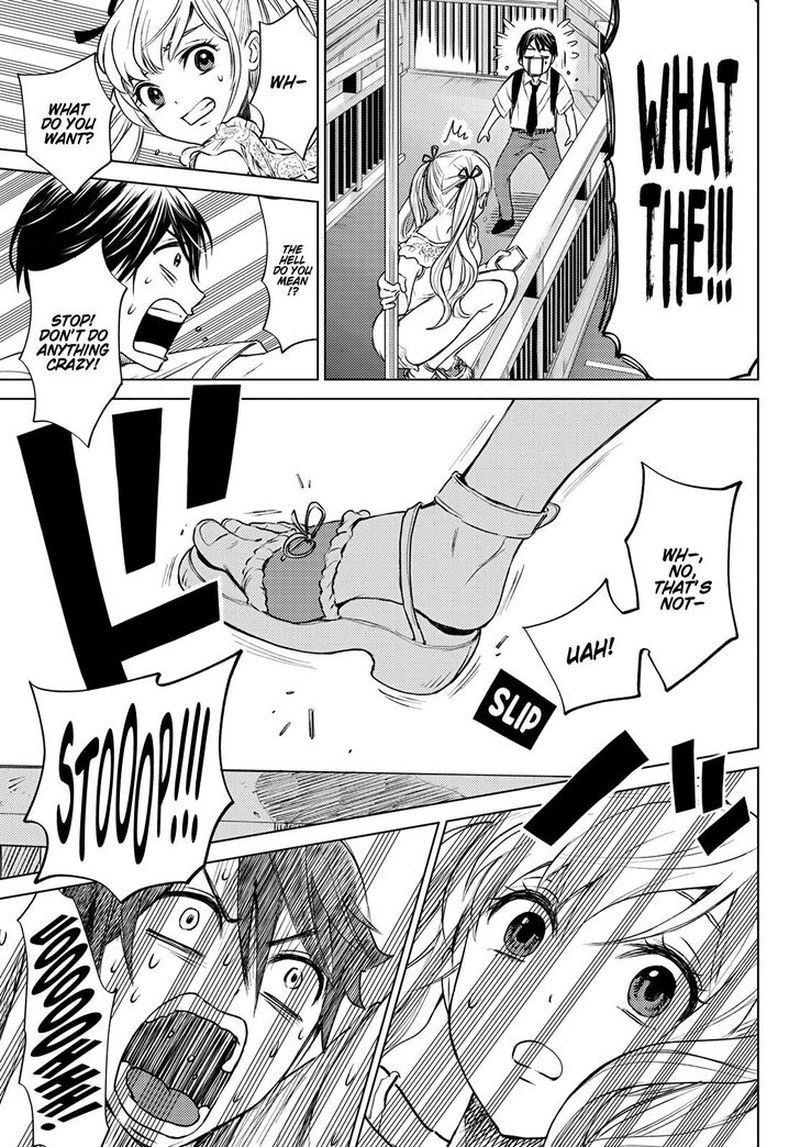 WHAT
THE!!!
WH-
WHAT
DO YOU
WANT?
THE
HELL
DO YOU
MEAN
!?
STOP!
DON'T DO
ANYTHING
CRAZY!
WH-,
NO,
THAT'S
NOT-
UAH!
SLIP
ド
STOOOP!!!